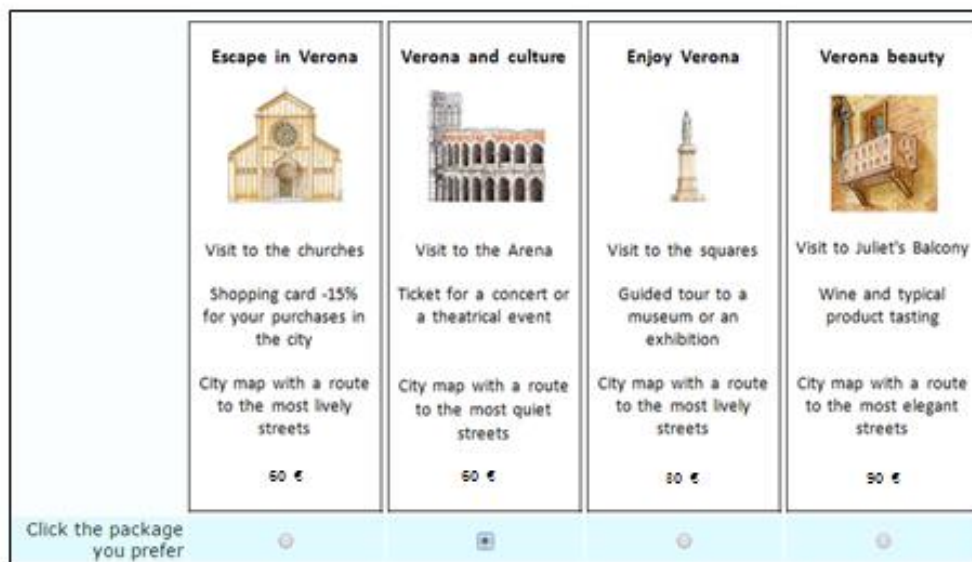 Escape in Verona
Visit to the churches
Shopping card -15%
for your purchases in
the city
City map with a route
to the most lively
streets
60 €
Verona and culture
Visit to the Arena
Ticket for a concert or
a theatrical event
City map with a route
to the most quiet
streets
60 €
Enjoy Verona
Visit to the squares
Guided tour to a
museum or an
exhibition
City map with a route
to the most lively
streets
80 €
Verona beauty
Visit to Juliet's Balcony
Wine and typical
product tasting
City map with a route
to the most elegant
streets
90 €
Click the package
you prefer